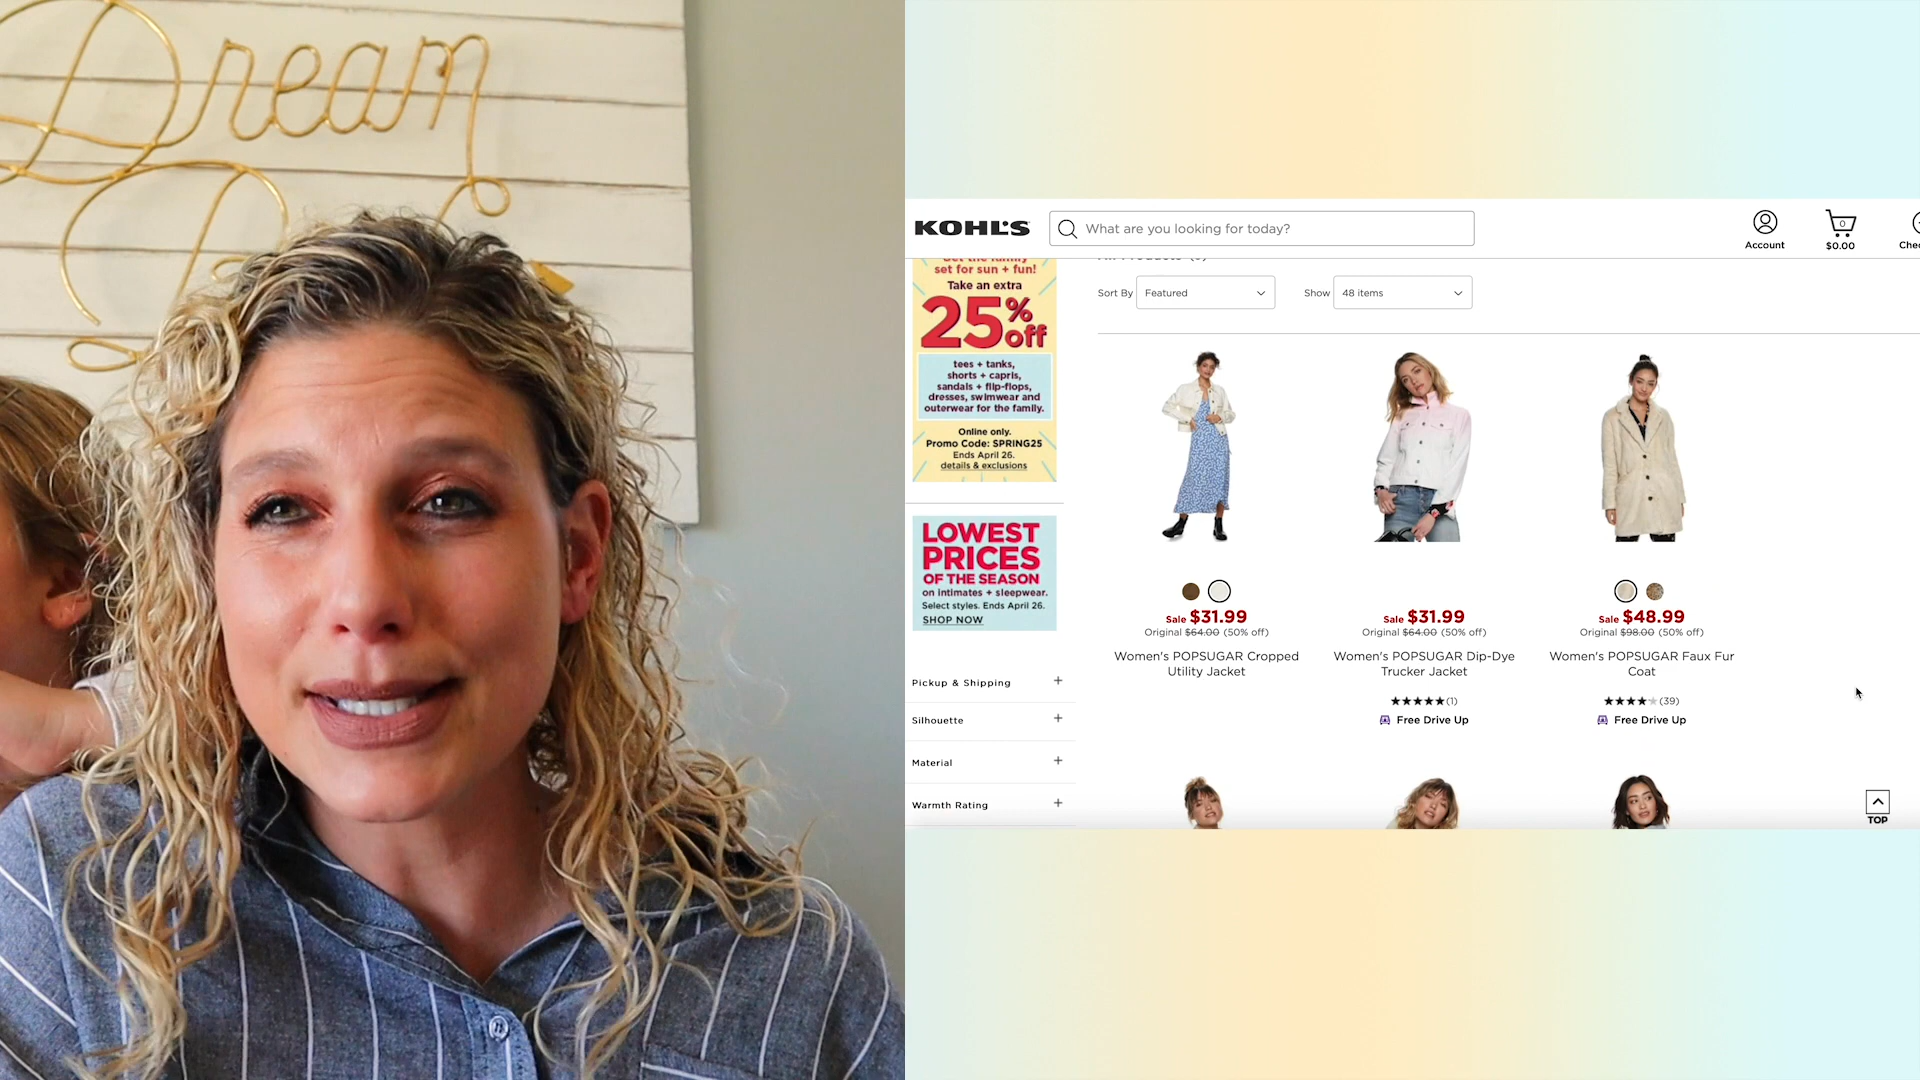 Dream
KOHL'S
What are you looking for today?
Account
0
$0.00
set for sun + fun!
Take an extra
25% off
tees + tanks,
shorts + capris,
sandals + flip-flops,
dresses, swimwear and
outerwear for the family.
Online only.
Promo Code: SPRING25
Ends April 26.
details & exclusions
LOWEST
PRICES
OF THE SEASON
on intimates + sleepwear.
Select styles. Ends April 26.
SHOP NOW
Pickup & Shipping
Silhouette
Material
Warmth Rating
Sort By Featured
Show 48 items
Sale $31.99
Original $64.00 (50% off)
Women's POPSUGAR Cropped
Utility Jacket
Sale $31.99
Original $64.00 (50% off)
Women's POPSUGAR Dip-Dye
Trucker Jacket
(1)
Free Drive Up
Sale $48.99
Original $98.00 (50% off)
Women's POPSUGAR Faux Fur
Coat
(39)
Free Drive Up
TOP